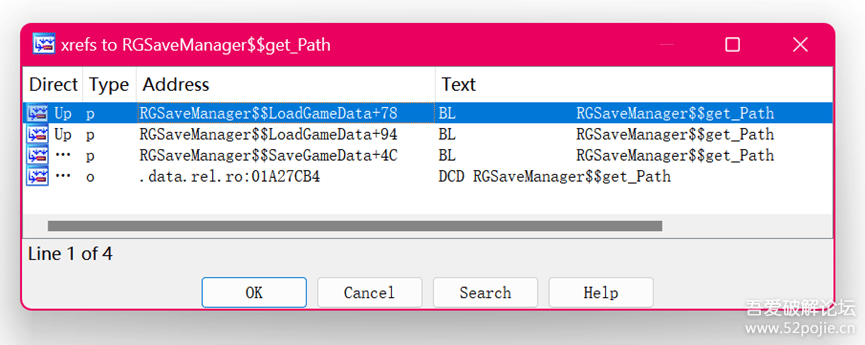 xrefs to RGSaveManager$$get_Path
Direct Type Address Text
Up p RGSaveManager$$LoadGameData+78 BL RGSaveManager$$get_Path
Up p RGSaveManager$$LoadGameData+94 BL RGSaveManager$$get_Path
... p RGSaveManager$$SaveGameData+4C BL RGSaveManager$$get_Path
... o .data.rel.ro:01A27CB4 DCD RGSaveManager$$get_Path
Line 1 of 4
OK Cancel Search Help
吾爱破解论坛
www.52pojie.cn